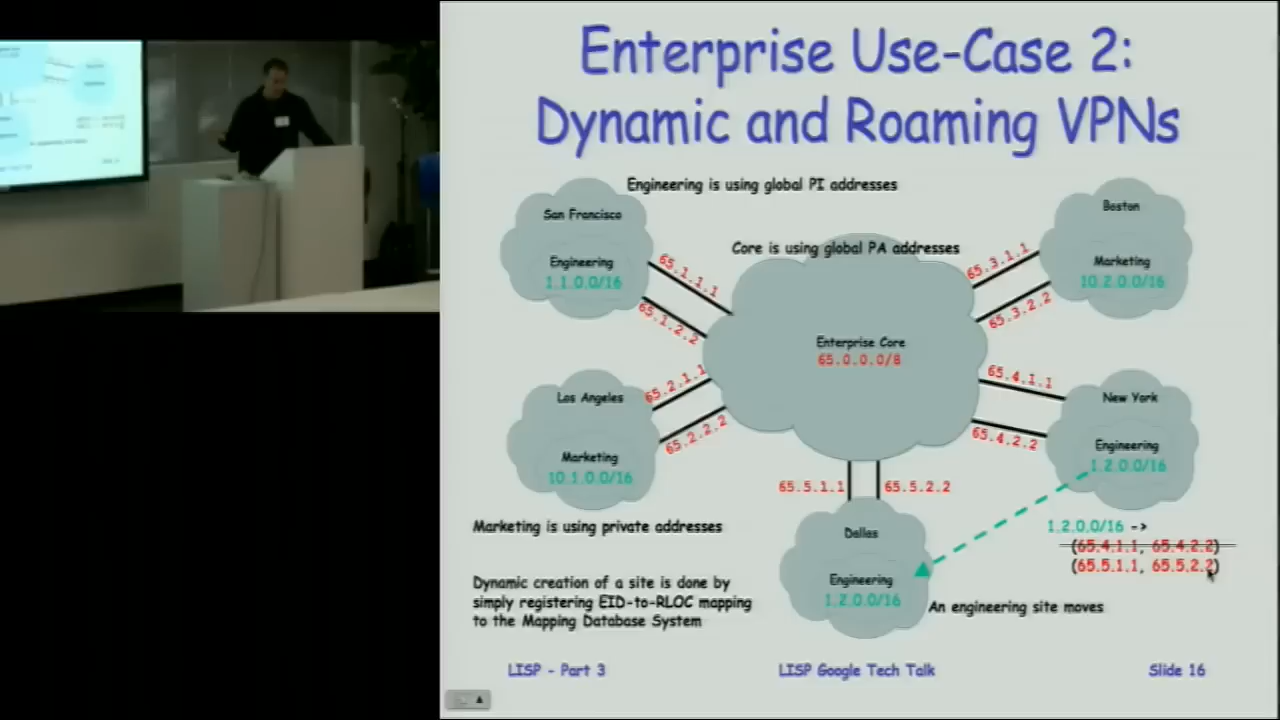 Enterprise Use-Case 2:
Dynamic and Roaming VPNs
Engineering is using global PI addresses
San Francisco
Engineering
1.1.0.0/16
65.1.1.1
65.1.2.2
Core is using global PA addresses
Enterprise Core
65.0.0.0/8
Boston
Marketing
10.2.0.0/16
65.3.1.1
65.3.2.2
Los Angeles
Marketing
10.1.0.0/16
65.2.1.1
65.2.2.2
65.4.1.1
65.4.2.2
New York
Engineering
1.2.0.0/16
65.5.1.1
65.5.2.2
Dallas
Engineering
1.2.0.0/16
1.2.0.0/16 ->
(65.4.1.1, 65.4.2.2)
(65.5.1.1, 65.5.2.2)
An engineering site moves
Marketing is using private addresses
Dynamic creation of a site is done by
simply registering EID-to-RLOC mapping
to the Mapping Database System
LISP - Part 3
LISP Google Tech Talk
Slide 16